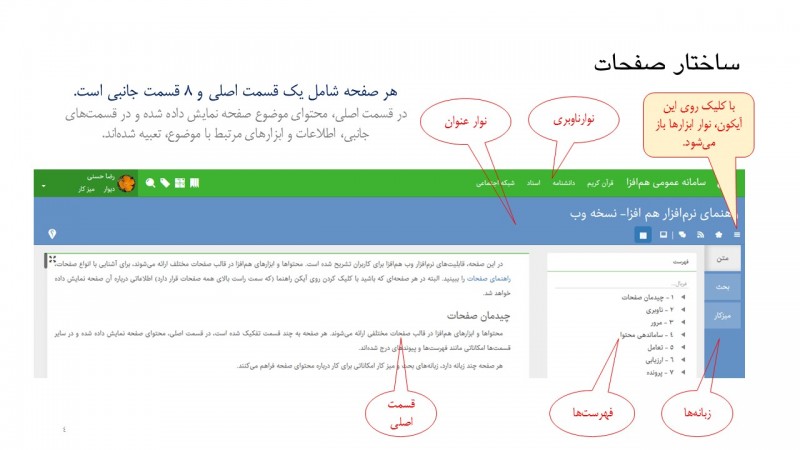 ساختار صفحات
هر صفحه شامل یک قسمت اصلی و ۸ قسمت جانبی است.
در قسمت اصلی، محتوای موضوع صفحه نمایش داده شده و در قسمت‌های
جانبی، اطلاعات و ابزارهای مرتبط با موضوع، تعبیه شده‌اند.
با کلیک روی این
آیکون، نوار ابزارها باز
می‌شود.
نوارناوبری
نوار عنوان
سامانه عمومی هم‌افزا
قرآن کریم
دانشنامه
اسناد
شبکه اجتماعی
رضا حسنی
دیوار میز کار
راهنمای نرم‌افزار هم افزا- نسخه وب
متن
بحث
میزکار
فهرست
۱ - چیدمان صفحات
۲ - ناوبری
۳ - مرور
۴ - ساماندهی محتوا
۵ - تعامل
۶ - ارزیابی
۷ - پرونده
در این صفحه، قابلیت‌های نرم‌افزار وب هم‌افزا برای کاربران تشریح شده است. محتواها و ابزارهای هم‌افزا در قالب صفحات مختلف ارائه می‌شوند، برای آشنایی با انواع صفحات،
راهنمای صفحات را ببینید. البته در هر صفحه‌ای که باشید با کلیک کردن روی آیکن راهنما (که سمت راست بالای همه صفحات قرار دارد) اطلاعاتی درباره آن صفحه نمایش داده
خواهد شد.
چیدمان صفحات
محتواها و ابزارهای هم‌افزا در قالب صفحات مختلفی ارائه می‌شوند. هر صفحه به چند قسمت تفکیک شده است. در قسمت اصلی، محتوای صفحه نمایش داده شده و در سایر
قسمت‌ها امکاناتی مانند فهرست‌ها و پیوندهای درج شده‌اند.
هر صفحه چند زبانه دارد. زبانه‌های بحث و میز کار امکاناتی برای کار درباره محتوای صفحه فراهم می‌کنند.
زبانه‌ها
فهرست‌ها
قسمت
اصلی
۴